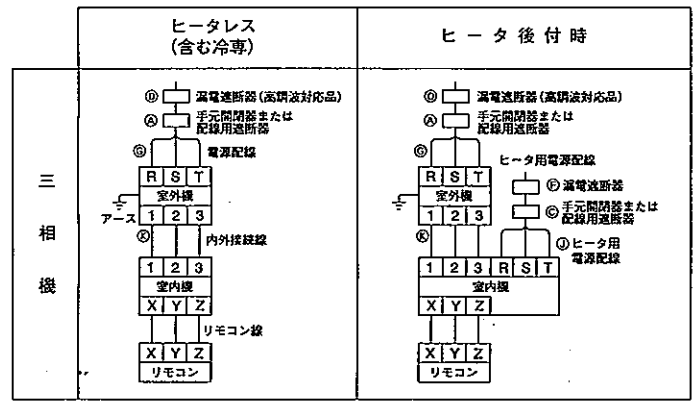 ヒータレス
(含む冷専)
ヒータ後付時
三相機
Ⓓ 漏電遮断器(高調波対応品)
Ⓐ 手元開閉器または
配線用遮断器
Ⓖ 電源配線
R S T
室外機
アース
1 2 3
Ⓚ 内外接続線
1 2 3
室内機
X Y Z
リモコン線
X Y Z
リモコン
Ⓓ 漏電遮断器(高調波対応品)
Ⓐ 手元開閉器または
配線用遮断器
Ⓖ
ヒータ用電源配線
R S T
室外機
Ⓕ 漏電遮断器
1 2 3
Ⓒ 手元開閉器または
配線用遮断器
Ⓚ
Ⓙ ヒータ用
電源配線
1 2 3 R S T
室内機
X Y Z
X Y Z
リモコン